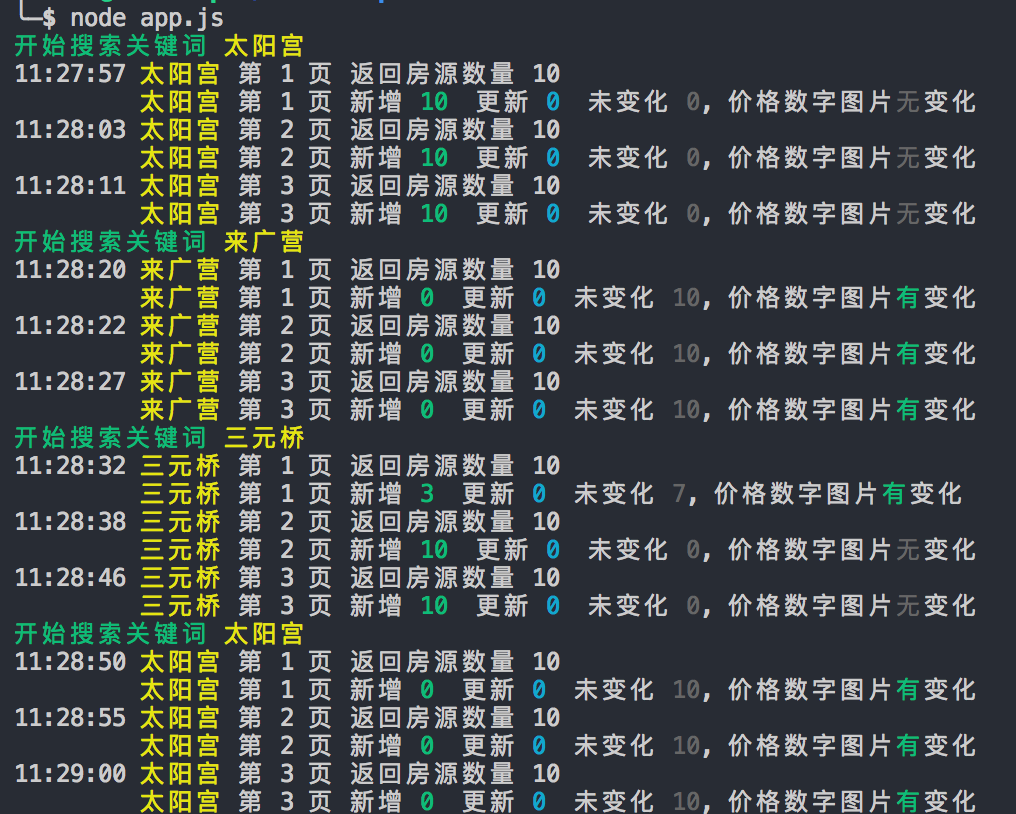 ╰─$ node app.js
开始搜索关键词 太阳宫
11:27:57 太阳宫 第 1 页 返回房源数量 10
太阳宫 第 1 页 新增 10 更新 0 未变化 0, 价格数字图片无变化
11:28:03 太阳宫 第 2 页 返回房源数量 10
太阳宫 第 2 页 新增 10 更新 0 未变化 0, 价格数字图片无变化
11:28:11 太阳宫 第 3 页 返回房源数量 10
太阳宫 第 3 页 新增 10 更新 0 未变化 0, 价格数字图片无变化
开始搜索关键词 来广营
11:28:20 来广营 第 1 页 返回房源数量 10
来广营 第 1 页 新增 0 更新 0 未变化 10, 价格数字图片有变化
11:28:22 来广营 第 2 页 返回房源数量 10
来广营 第 2 页 新增 0 更新 0 未变化 10, 价格数字图片有变化
11:28:27 来广营 第 3 页 返回房源数量 10
来广营 第 3 页 新增 0 更新 0 未变化 10, 价格数字图片有变化
开始搜索关键词 三元桥
11:28:32 三元桥 第 1 页 返回房源数量 10
三元桥 第 1 页 新增 3 更新 0 未变化 7, 价格数字图片有变化
11:28:38 三元桥 第 2 页 返回房源数量 10
三元桥 第 2 页 新增 10 更新 0 未变化 0, 价格数字图片无变化
11:28:46 三元桥 第 3 页 返回房源数量 10
三元桥 第 3 页 新增 10 更新 0 未变化 0, 价格数字图片无变化
开始搜索关键词 太阳宫
11:28:50 太阳宫 第 1 页 返回房源数量 10
太阳宫 第 1 页 新增 0 更新 0 未变化 10, 价格数字图片有变化
11:28:55 太阳宫 第 2 页 返回房源数量 10
太阳宫 第 2 页 新增 0 更新 0 未变化 10, 价格数字图片有变化
11:29:00 太阳宫 第 3 页 返回房源数量 10
太阳宫 第 3 页 新增 0 更新 0 未变化 10, 价格数字图片有变化